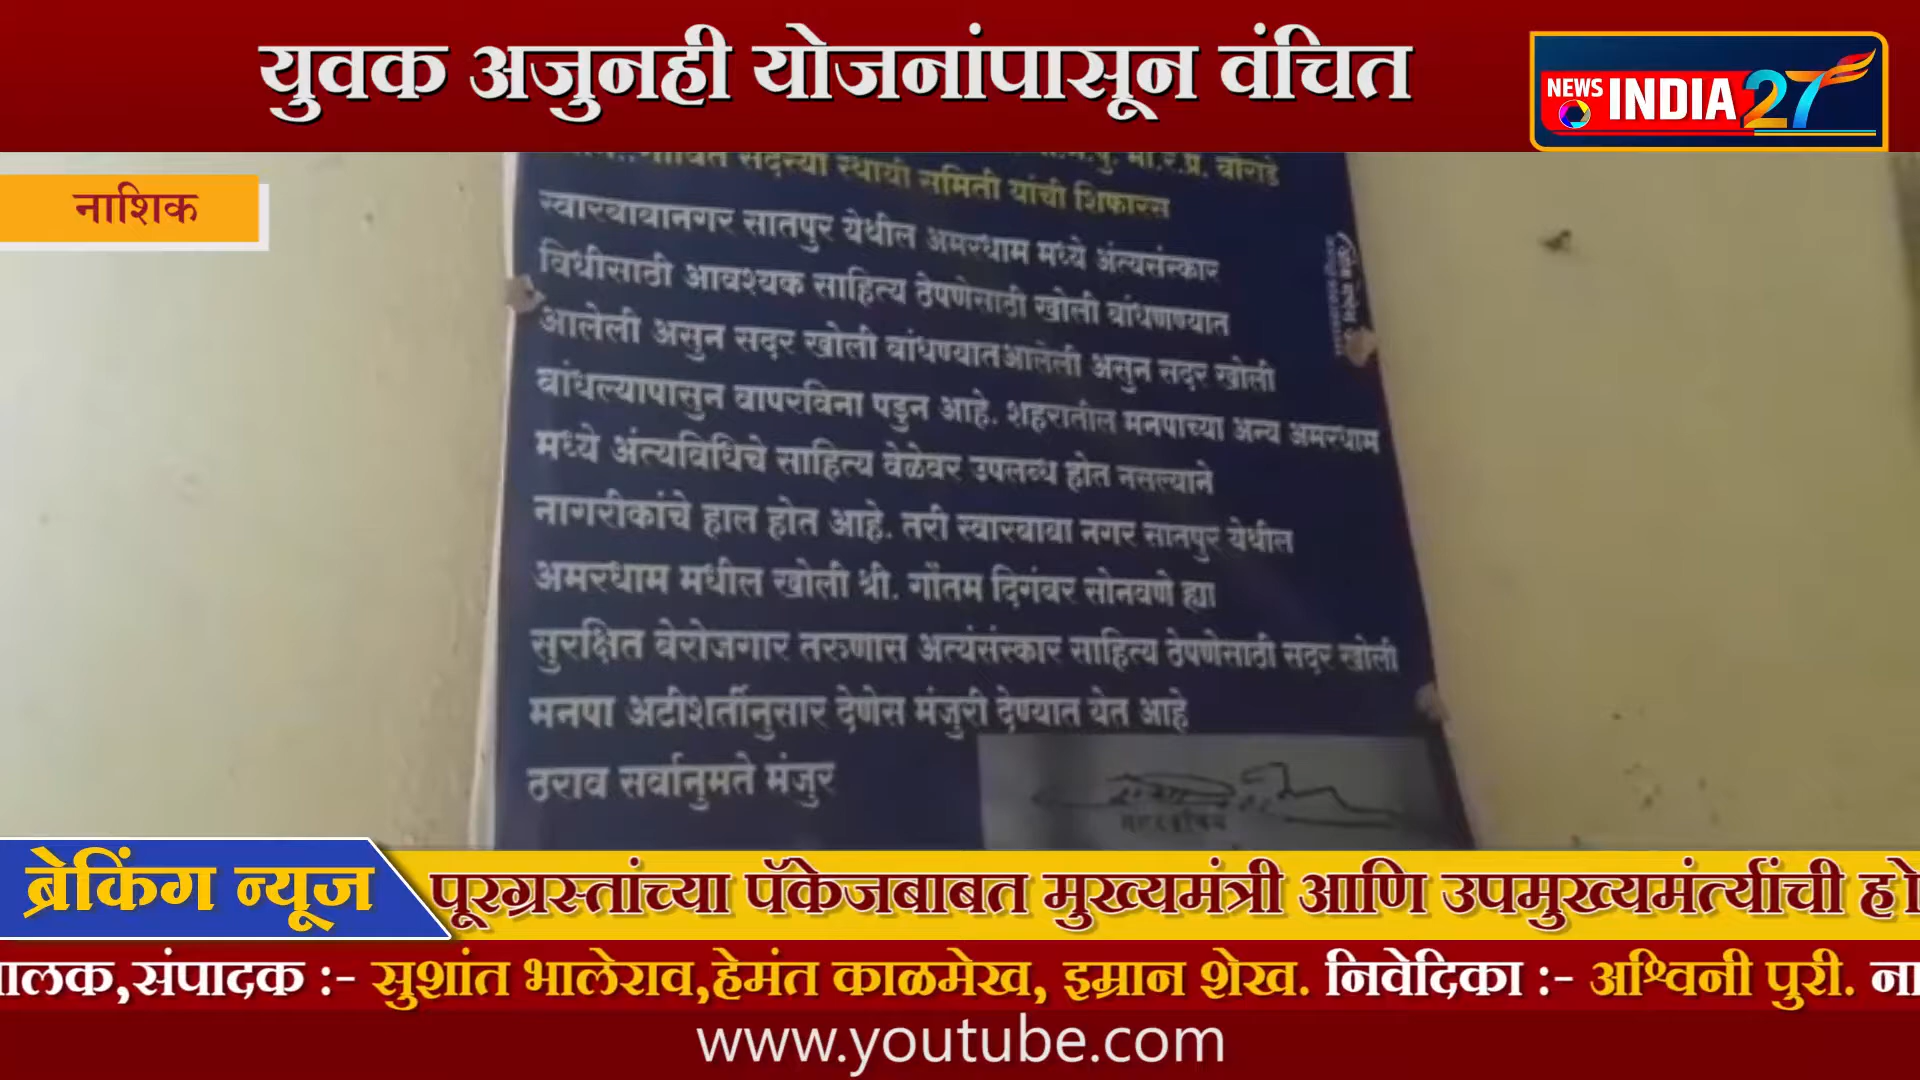 युवक अजुनही योजनांपासून वंचित
NEWS INDIA 27
नाशिक
मा.र.प्र. बोराडे
सदस्या स्थायी समिती यांची शिफारस
स्वारबाबानगर सातपुर येथील अमरधाम मध्ये अंत्यसंस्कार
विधीसाठी आवश्यक साहित्य ठेपणेसाठी खोली बांधणण्यात
आलेली असुन सदर खोली बांधण्यातआलेली असुन सदर खोली
बांधल्यापासुन वापरविना पडुन आहे. शहरातील मनपाच्या अन्य अमरधाम
मध्ये अंत्यविधिचे साहित्य वेळेवर उपलब्ध होत नसल्याने
नागरीकांचे हाल होत आहे. तरी स्वारबाबा नगर सातपुर येथील
अमरधाम मधील खोली श्री. गोंतम दिगंबर सोनवणे ह्या
सुरक्षित बेरोजगार तरुणास अत्यंसंस्कार साहित्य ठेपणेसाठी सदर खोली
मनपा अटीशर्तीनुसार देणेस मंजुरी देण्यात येत आहे
ठराव सर्वानुमते मंजुर
ब्रेकिंग न्यूज
पूरग्रस्तांच्या पॅकेजबाबत मुख्यमंत्री आणि उपमुख्यमंर्त्यांची हो
ालक,संपादक :- सुशांत भालेराव,हेमंत काळमेख, इम्रान शेख. निवेदिका :- अश्विनी पुरी. ना
www.youtube.com